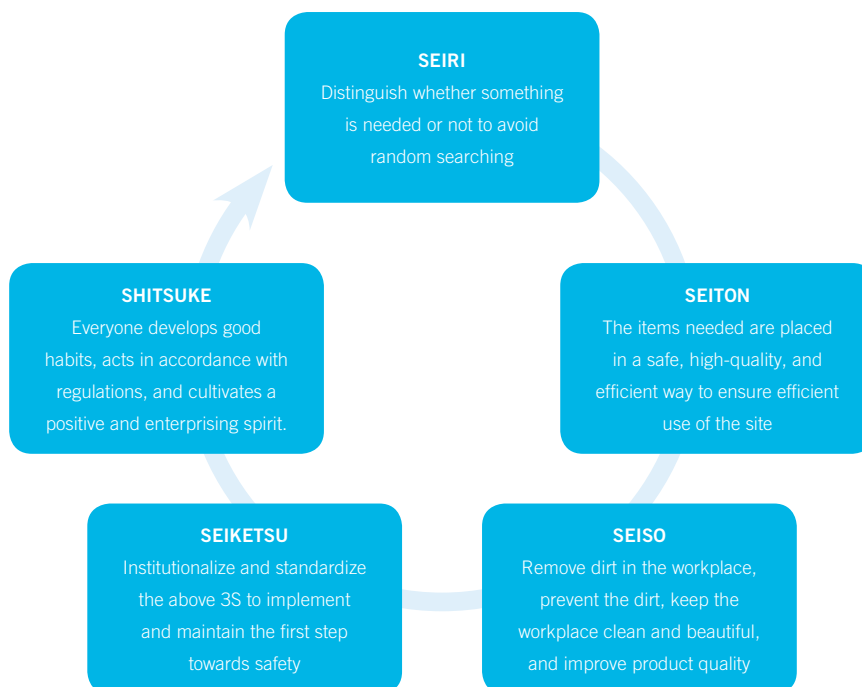 SEIRI
Distinguish whether something
is needed or not to avoid
random searching
SEITON
The items needed are placed
in a safe, high-quality, and
efficient way to ensure efficient
use of the site
SEISO
Remove dirt in the workplace,
prevent the dirt, keep the
workplace clean and beautiful,
and improve product quality
SEIKETSU
Institutionalize and standardize
the above 3S to implement
and maintain the first step
towards safety
SHITSUKE
Everyone develops good
habits, acts in accordance with
regulations, and cultivates a
positive and enterprising spirit.